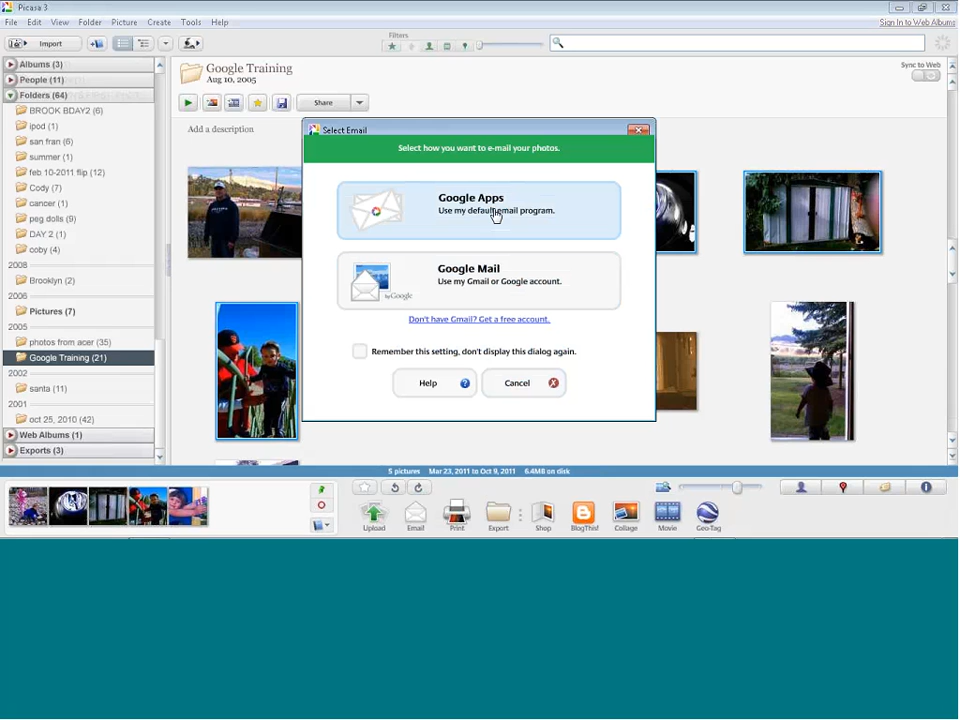 Picasa 3
File Edit View Folder Picture Create Tools Help
Sign In to Web Albums
Import
Filters
Albums (3)
People (11)
Folders (64)
BROOK BDAY2 (6)
ipod (1)
san fran (6)
summer (1)
feb 10-2011 flip (12)
Cody (7)
cancer (1)
peg dolls (9)
DAY 2 (1)
coby (4)
2008
Brooklyn (2)
2006
Pictures (7)
2005
photos from acer (35)
Google Training (21)
2002
santa (11)
2001
oct 25, 2010 (42)
Web Albums (1)
Exports (3)
Google Training
Aug 10, 2005
Sync to Web
Share
Add a description
Select Email
Select how you want to e-mail your photos.
Google Apps
Use my default email program.
Google Mail
Use my Gmail or Google account.
by Google
Don't have Gmail? Get a free account.
Remember this setting, don't display this dialog again.
Help
Cancel
5 pictures Mar 23, 2011 to Oct 9, 2011 6.4MB on disk
Upload Email Print Export Shop BlogThis! Collage Movie Geo-Tag